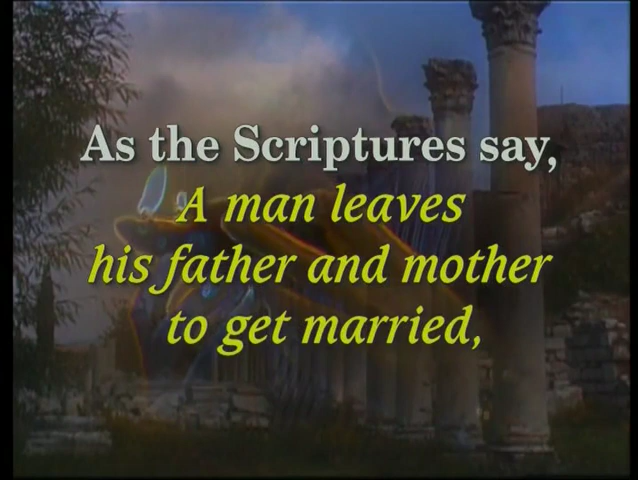 As the Scriptures say,
A man leaves
his father and mother
to get married,